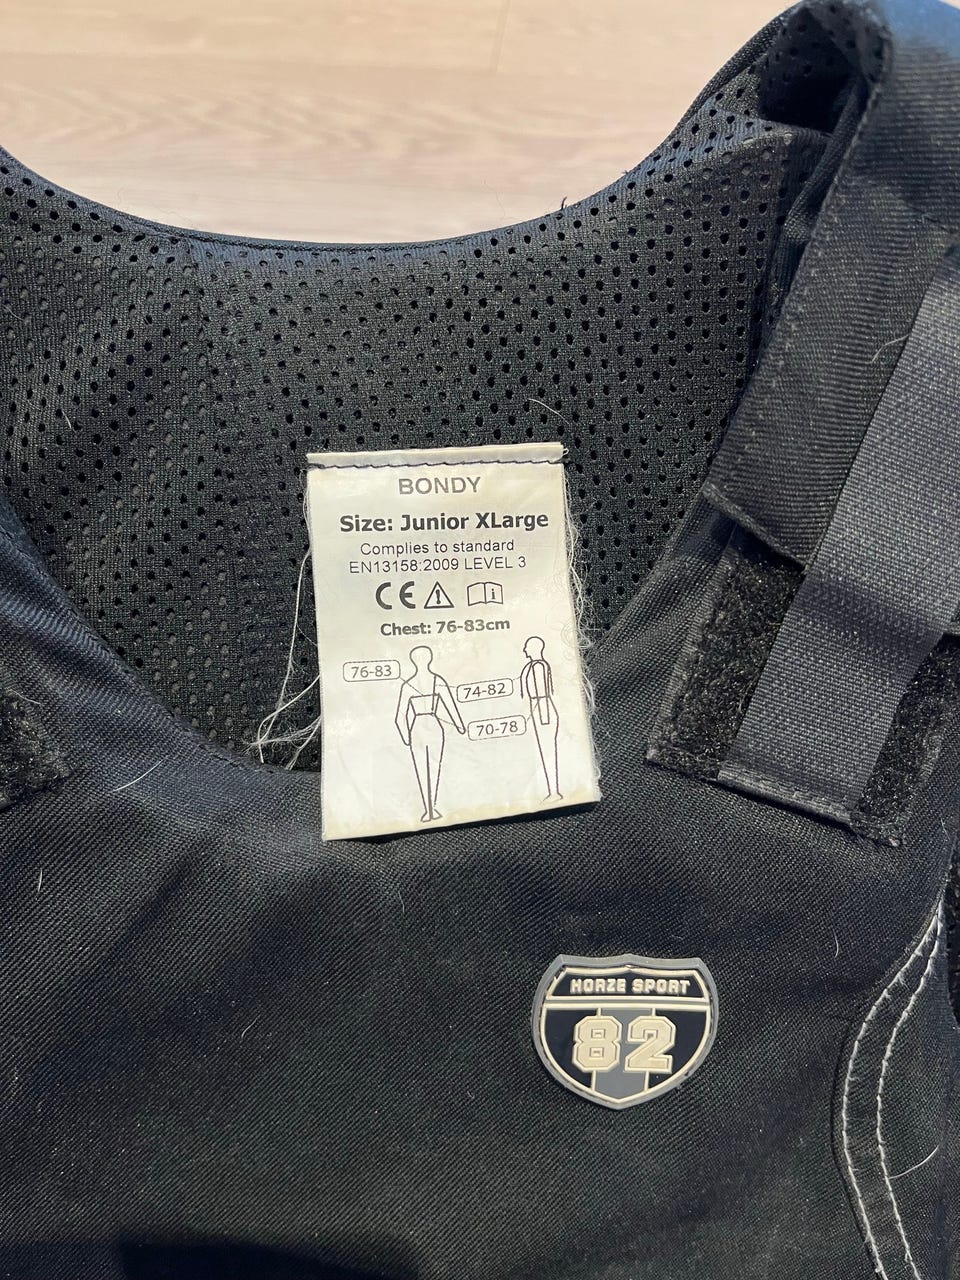 BONDY
Size: Junior XLarge
Complies to standard
EN13158:2009 LEVEL 3
CE
Chest: 76-83cm
76-83
74-82
70-78
HORZE SPORT
82